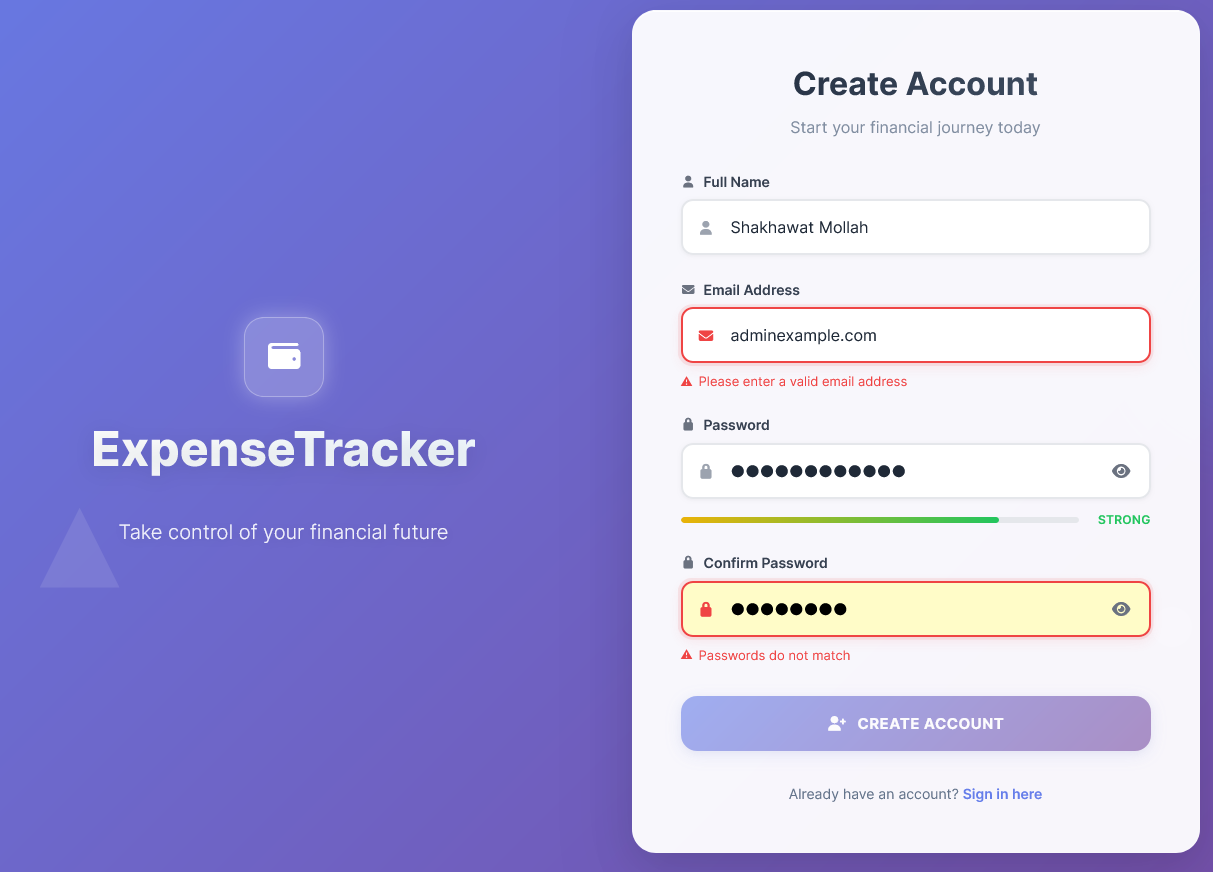 ExpenseTracker
Take control of your financial future
Create Account
Start your financial journey today
Full Name
Shakhawat Mollah
Email Address
adminexample.com
Please enter a valid email address
Password
●●●●●●●●●●●●
STRONG
Confirm Password
●●●●●●●●
Passwords do not match
CREATE ACCOUNT
Already have an account? Sign in here